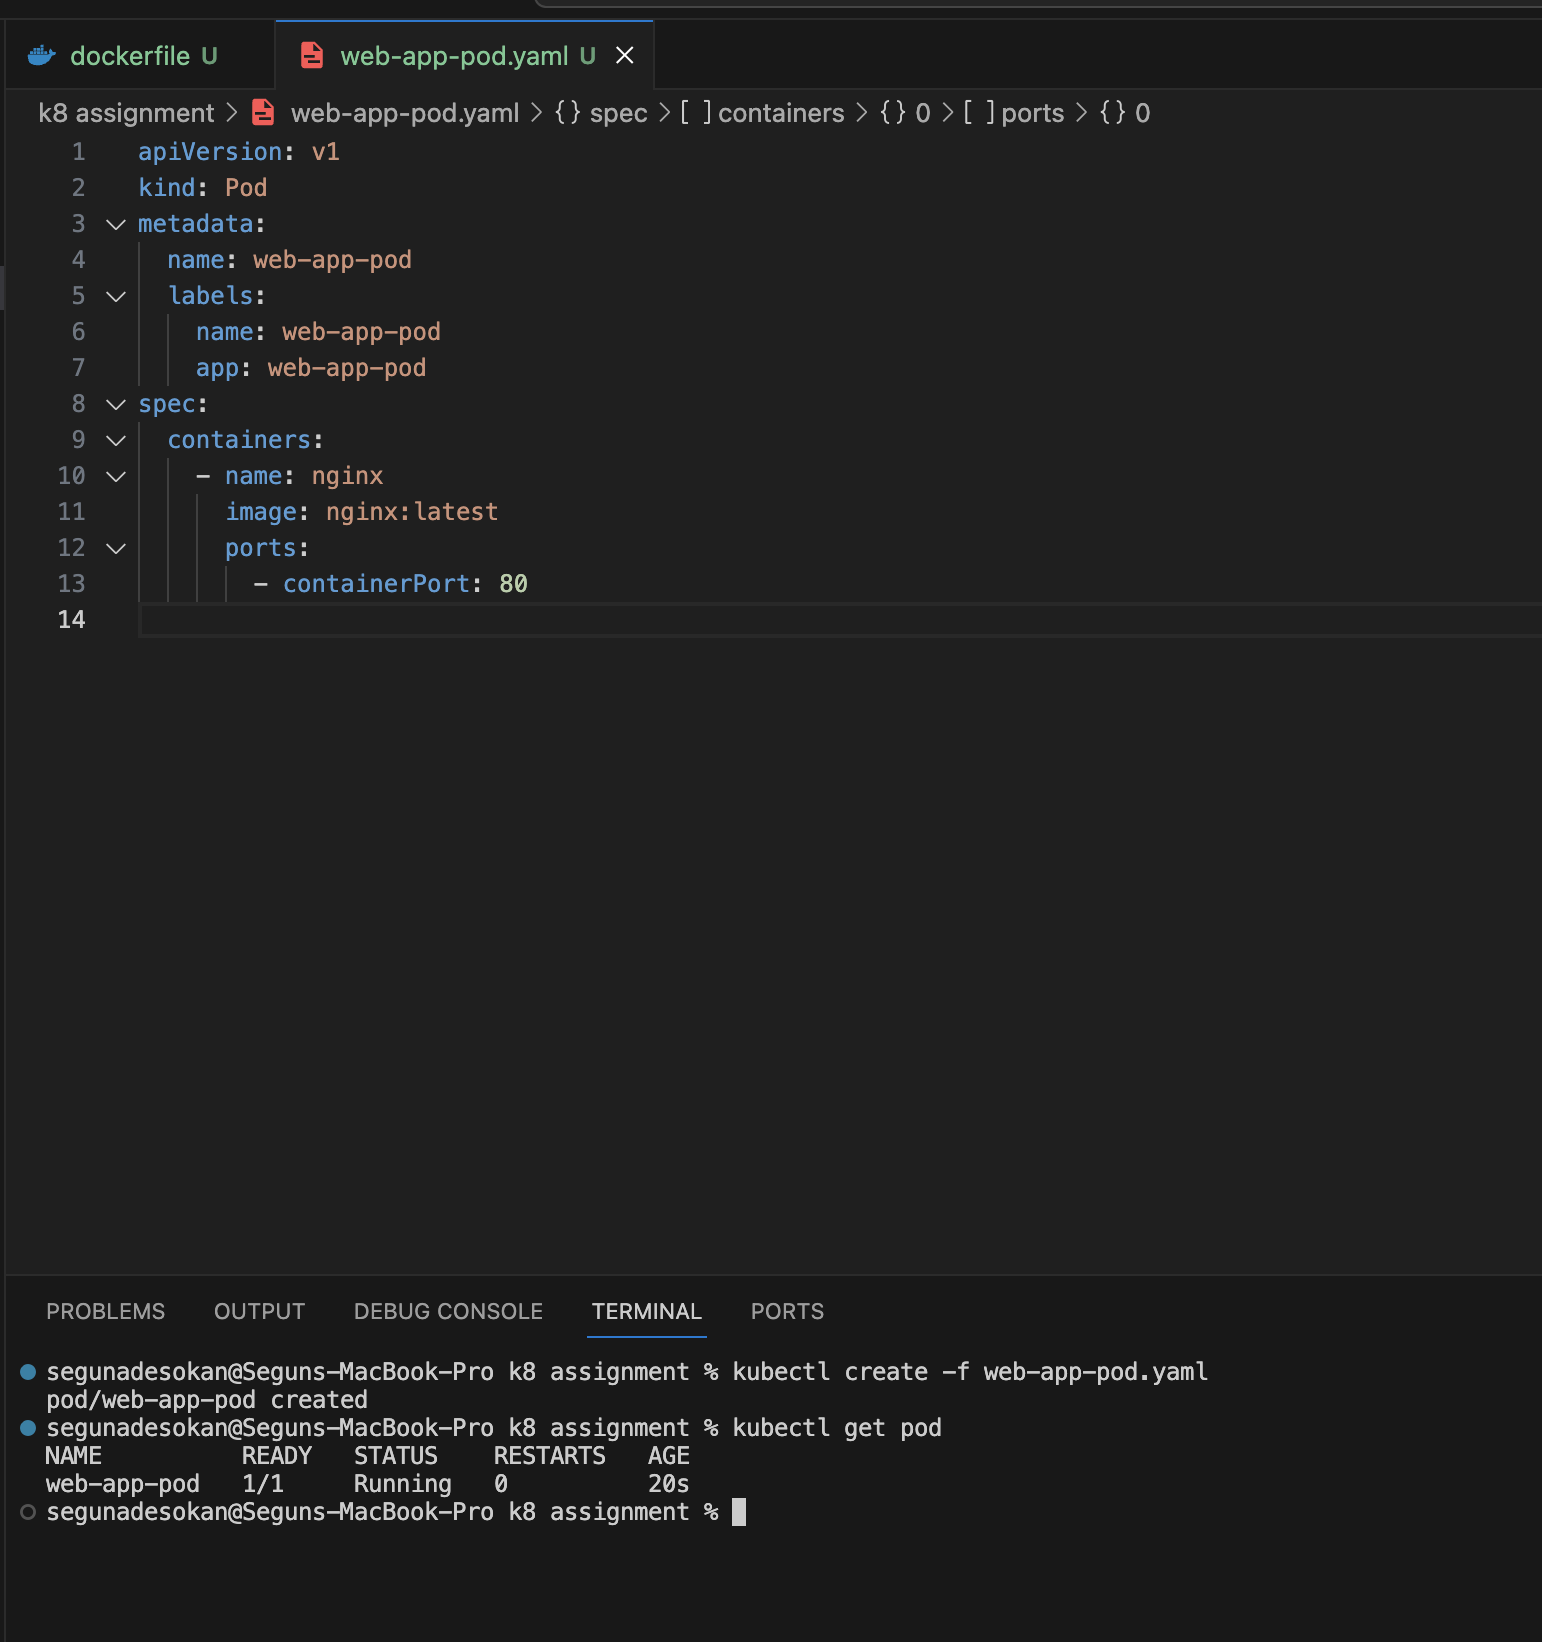 dockerfile U
web-app-pod.yaml U
k8 assignment > web-app-pod.yaml > {} spec > [ ] containers > {} 0 > [ ] ports > {} 0
1 apiVersion: v1
2 kind: Pod
3 metadata:
4 name: web-app-pod
5 labels:
6 name: web-app-pod
7 app: web-app-pod
8 spec:
9 containers:
10 - name: nginx
11 image: nginx:latest
12 ports:
13 - containerPort: 80
14
PROBLEMS OUTPUT DEBUG CONSOLE TERMINAL PORTS
segunadesokan@Seguns-MacBook-Pro k8 assignment % kubectl create -f web-app-pod.yaml
pod/web-app-pod created
segunadesokan@Seguns-MacBook-Pro k8 assignment % kubectl get pod
NAME READY STATUS RESTARTS AGE
web-app-pod 1/1 Running 0 20s
segunadesokan@Seguns-MacBook-Pro k8 assignment %